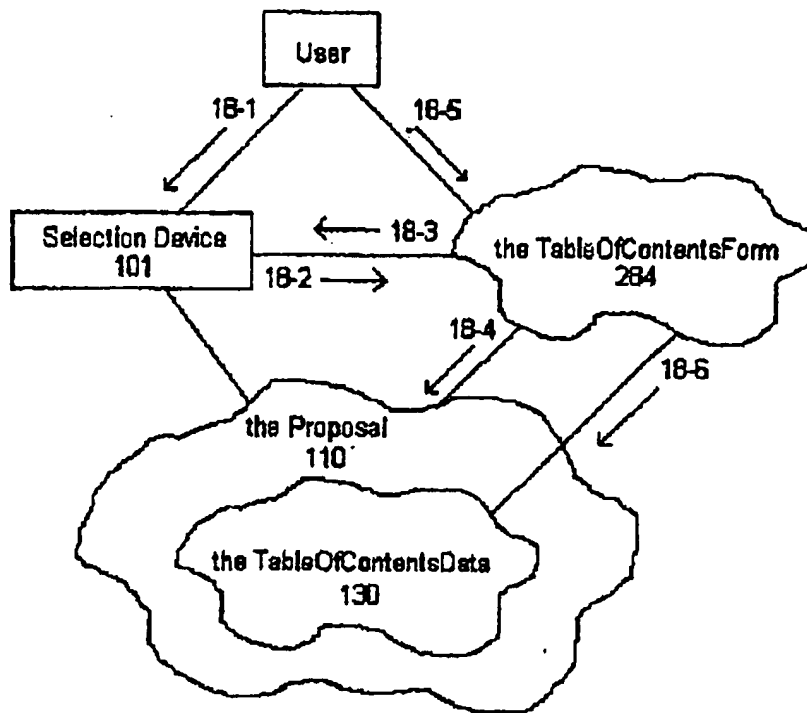 User
18-1
18-5
Selection Device
101
18-3
18-2
the TableOfContentsForm
284
18-4
18-6
the Proposal
110
the TableOfContentsData
130